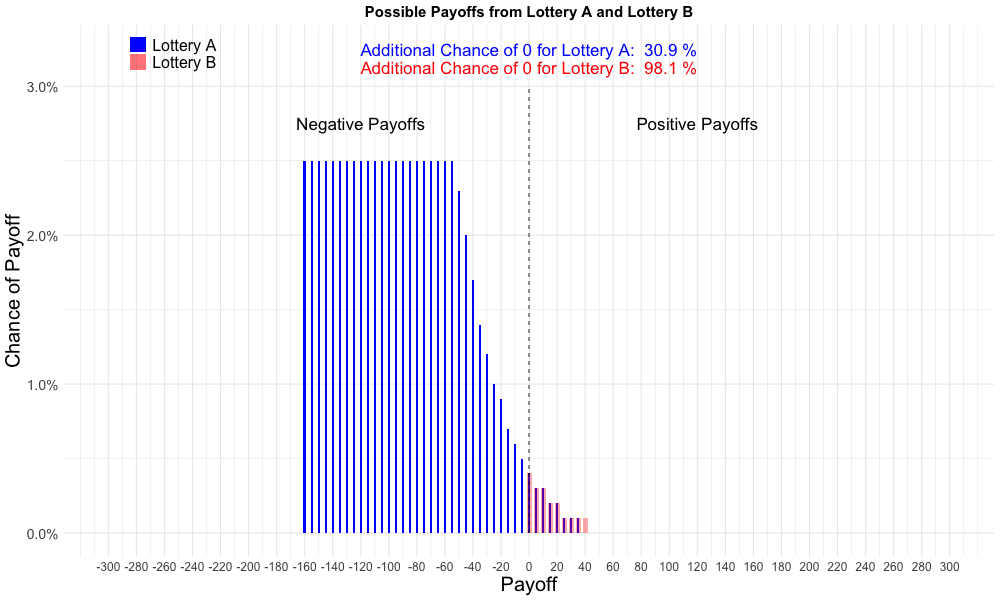 Possible Payoffs from Lottery A and Lottery B
Lottery A
Lottery B
Additional Chance of 0 for Lottery A: 30.9 %
Additional Chance of 0 for Lottery B: 98.1 %
Negative Payoffs
Positive Payoffs
Chance of Payoff
3.0%
2.0%
1.0%
0.0%
-300 -280 -260 -240 -220 -200 -180 -160 -140 -120 -100 -80 -60 -40 -20 0 20 40 60 80 100 120 140 160 180 200 220 240 260 280 300
Payoff